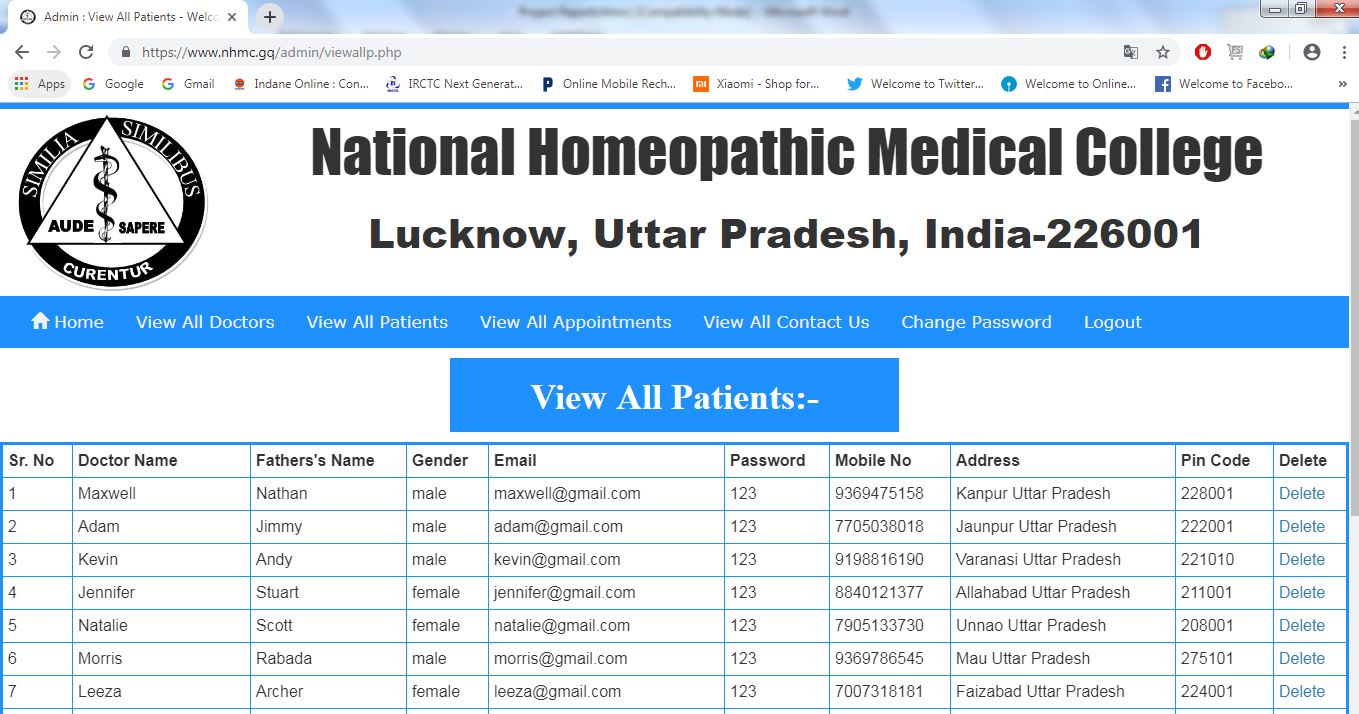 Project Report(nhmc) [Compatibility Mode] - Microsoft Word
Admin : View All Patients - Welco
https://www.nhmc.gq/admin/viewallp.php
Apps Google Gmail Indane Online : Con... IRCTC Next Generat... Online Mobile Rech... Xiaomi - Shop for... Welcome to Twitter... Welcome to Online... Welcome to Facebo... »
SIMILIA SIMILIBUS
AUDE SAPERE
CURENTUR
National Homeopathic Medical College
Lucknow, Uttar Pradesh, India-226001
Home View All Doctors View All Patients View All Appointments View All Contact Us Change Password Logout
View All Patients:-
Sr. No Doctor Name Fathers's Name Gender Email Password Mobile No Address Pin Code Delete
1 Maxwell Nathan male maxwell@gmail.com 123 9369475158 Kanpur Uttar Pradesh 228001 Delete
2 Adam Jimmy male adam@gmail.com 123 7705038018 Jaunpur Uttar Pradesh 222001 Delete
3 Kevin Andy male kevin@gmail.com 123 9198816190 Varanasi Uttar Pradesh 221010 Delete
4 Jennifer Stuart female jennifer@gmail.com 123 8840121377 Allahabad Uttar Pradesh 211001 Delete
5 Natalie Scott female natalie@gmail.com 123 7905133730 Unnao Uttar Pradesh 208001 Delete
6 Morris Rabada male morris@gmail.com 123 9369786545 Mau Uttar Pradesh 275101 Delete
7 Leeza Archer female leeza@gmail.com 123 7007318181 Faizabad Uttar Pradesh 224001 Delete